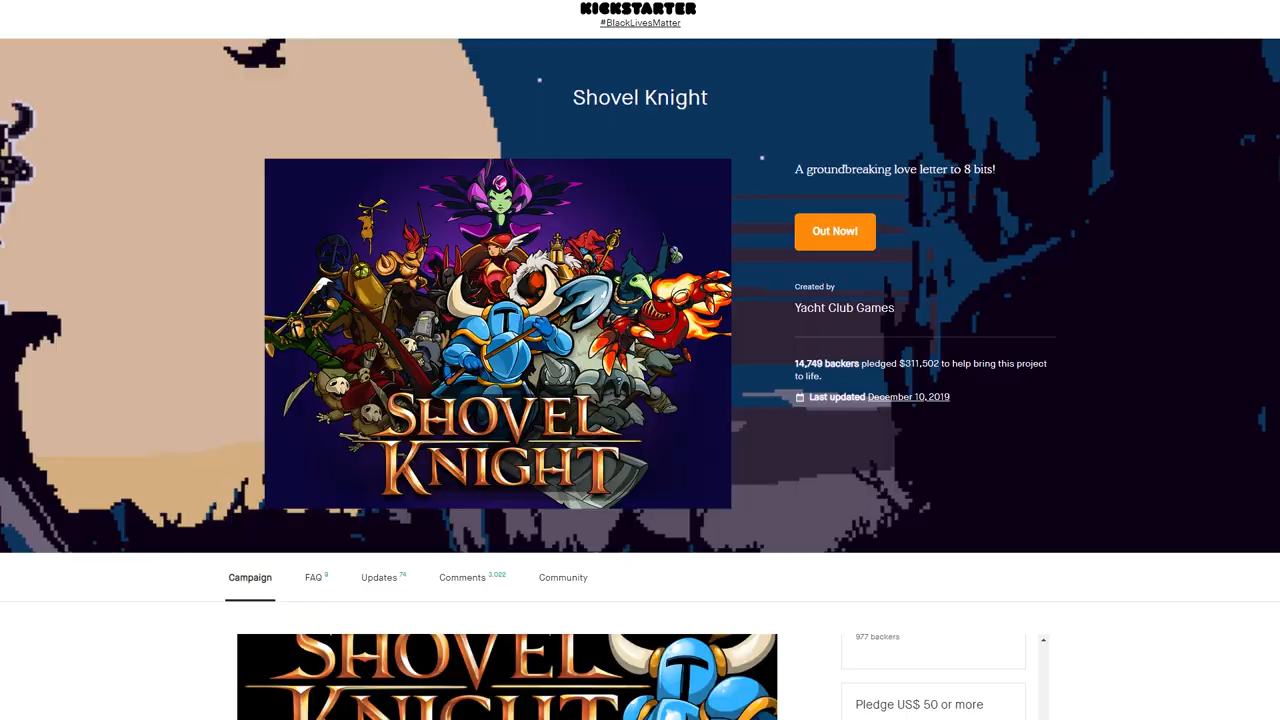 KICKSTARTER
#BlackLivesMatter
Shovel Knight
A groundbreaking love letter to 8 bits!
Out Now!
Created by
Yacht Club Games
14,749 backers pledged $311,502 to help bring this project
to life.
Last updated December 10, 2019
SHOVEL
KNIGHT
Campaign
FAQ 9
Updates 74
Comments 3,022
Community
SHOVEL
KNIGHT
977 backers
Pledge US$ 50 or more